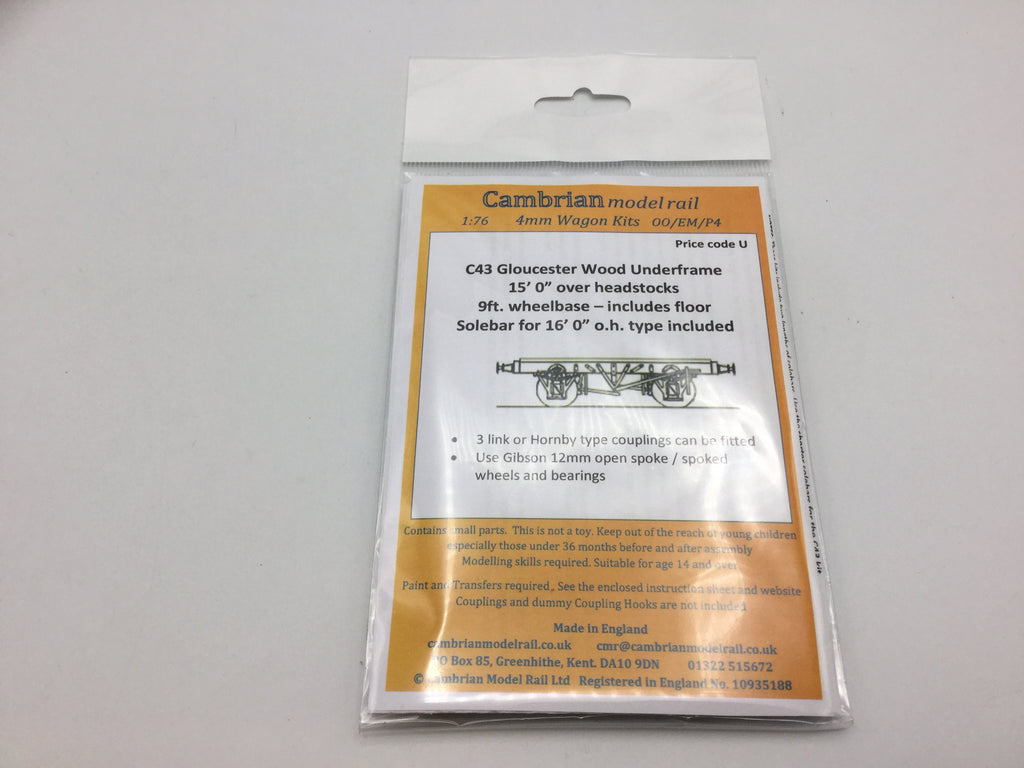 Cambrian model rail
1:76 4mm Wagon Kits OO/EM/P4
Price code U
C43 Gloucester Wood Underframe
15’ 0” over headstocks
9ft. wheelbase – includes floor
Solebar for 16’ 0” o.h. type included
• 3 link or Hornby type couplings can be fitted
• Use Gibson 12mm open spoke / spoked
wheels and bearings
Contains small parts. This is not a toy. Keep out of the reach of young children
especially those under 36 months before and after assembly
Modelling skills required. Suitable for age 14 and over
Paint and Transfers required. See the enclosed instruction sheet and website
Couplings and dummy Coupling Hooks are not included
Made in England
cambrianmodelrail.co.uk cmr@cambrianmodelrail.co.uk
PO Box 85, Greenhithe, Kent. DA10 9DN 01322 515672
© Cambrian Model Rail Ltd Registered in England No. 10935188